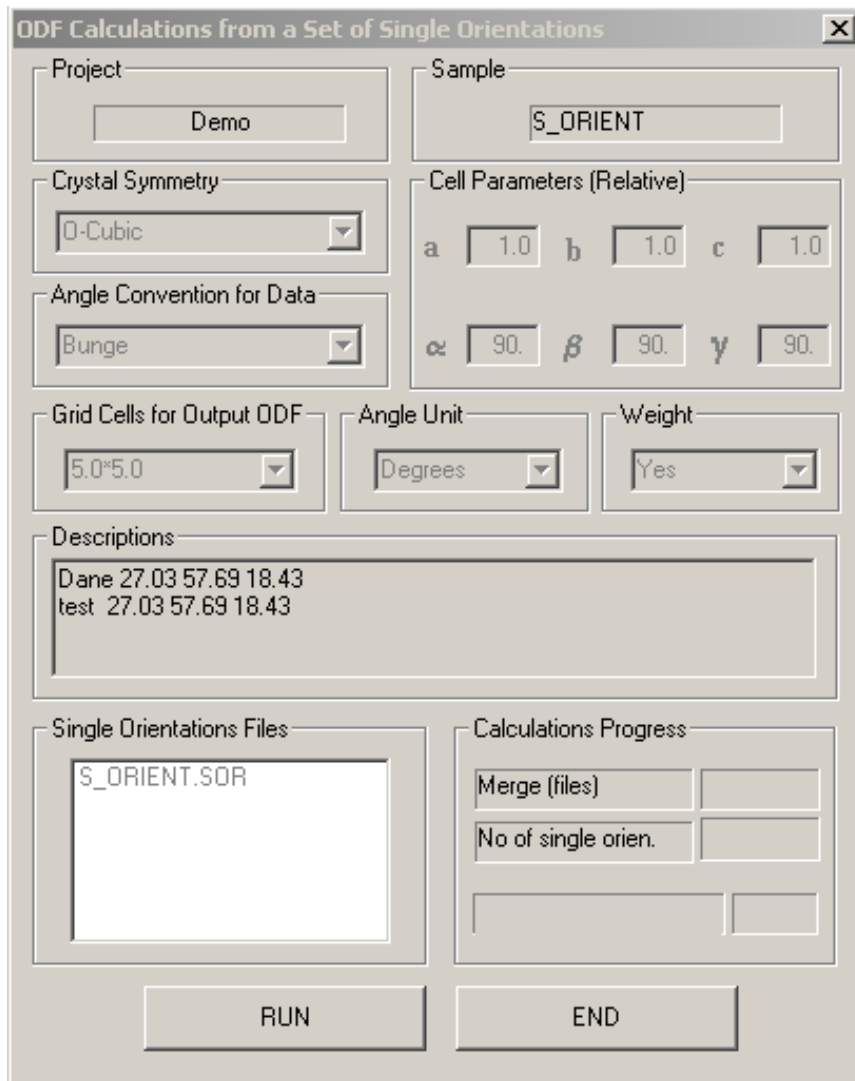 ODF Calculations from a Set of Single Orientations
Project
Demo
Sample
S_ORIENT
Crystal Symmetry
O-Cubic
Cell Parameters (Relative)
a 1.0 b 1.0 c 1.0
α 90. β 90. γ 90.
Angle Convention for Data
Bunge
Grid Cells for Output ODF
5.0*5.0
Angle Unit
Degrees
Weight
Yes
Descriptions
Dane 27.03 57.69 18.43
test 27.03 57.69 18.43
Single Orientations Files
S_ORIENT.SOR
Calculations Progress
Merge (files)
No of single orien.
RUN
END